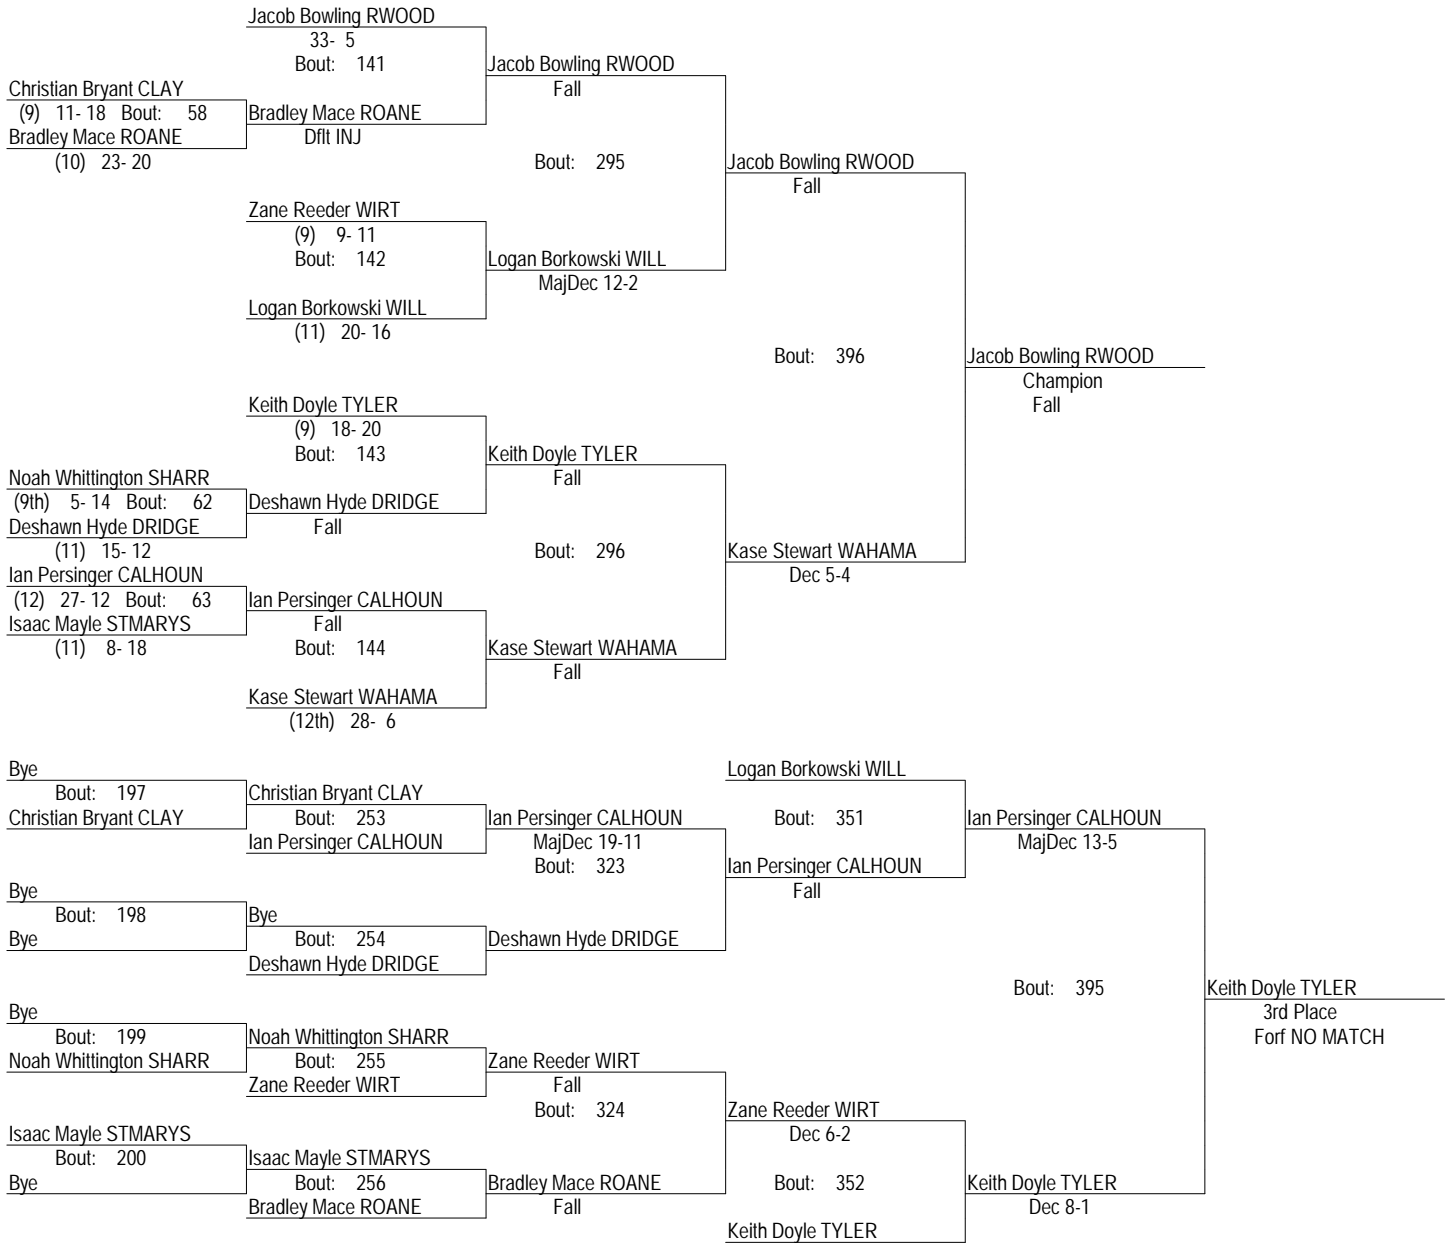 Jacob Bowling RWOOD
33- 5
Bout: 141
Jacob Bowling RWOOD
Fall
Christian Bryant CLAY
(9) 11- 18 Bout: 58
Bradley Mace ROANE
Dflt INJ
Bradley Mace ROANE
(10) 23- 20
Bout: 295
Jacob Bowling RWOOD
Fall
Zane Reeder WIRT
(9) 9- 11
Bout: 142
Logan Borkowski WILL
MajDec 12-2
Logan Borkowski WILL
(11) 20- 16
Bout: 396
Jacob Bowling RWOOD
Champion
Fall
Keith Doyle TYLER
(9) 18- 20
Bout: 143
Keith Doyle TYLER
Fall
Noah Whittington SHARR
(9th) 5- 14 Bout: 62
Deshawn Hyde DRIDGE
Fall
Deshawn Hyde DRIDGE
(11) 15- 12
Bout: 296
Kase Stewart WAHAMA
Dec 5-4
Ian Persinger CALHOUN
(12) 27- 12 Bout: 63
Ian Persinger CALHOUN
Fall
Isaac Mayle STMARYS
(11) 8- 18
Bout: 144
Kase Stewart WAHAMA
Fall
Kase Stewart WAHAMA
(12th) 28- 6
Bye
Bout: 197
Christian Bryant CLAY
Christian Bryant CLAY
Bout: 253
Ian Persinger CALHOUN
Ian Persinger CALHOUN
MajDec 19-11
Bout: 323
Logan Borkowski WILL
Bout: 351
Ian Persinger CALHOUN
Fall
Ian Persinger CALHOUN
MajDec 13-5
Bye
Bout: 198
Bye
Bye
Bout: 254
Deshawn Hyde DRIDGE
Deshawn Hyde DRIDGE
Bout: 395
Keith Doyle TYLER
3rd Place
Forf NO MATCH
Bye
Bout: 199
Noah Whittington SHARR
Noah Whittington SHARR
Bout: 255
Zane Reeder WIRT
Zane Reeder WIRT
Fall
Bout: 324
Zane Reeder WIRT
Dec 6-2
Isaac Mayle STMARYS
Bout: 200
Bye
Isaac Mayle STMARYS
Bout: 256
Bradley Mace ROANE
Bradley Mace ROANE
Fall
Bout: 352
Keith Doyle TYLER
Keith Doyle TYLER
Dec 8-1